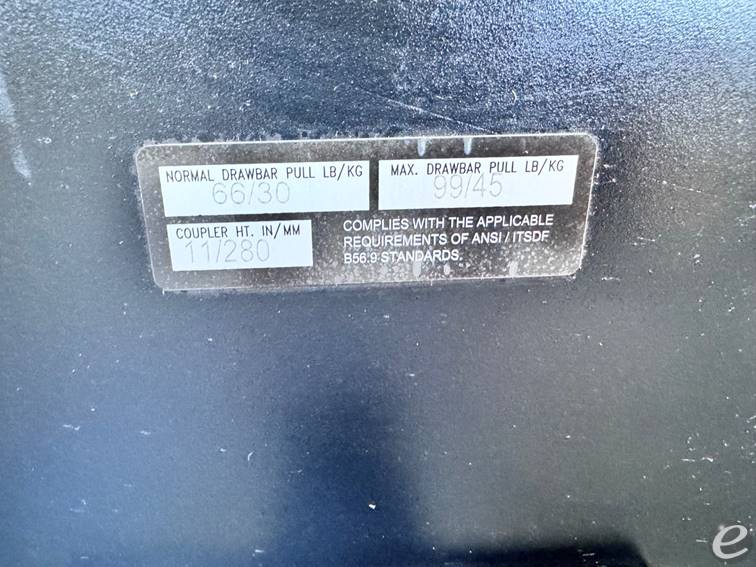 NORMAL DRAWBAR PULL LB/KG
66/30
MAX. DRAWBAR PULL LB/KG
99/45
COUPLER HT. IN/MM
11/280
COMPLIES WITH THE APPLICABLE
REQUIREMENTS OF ANSI / ITSDF
B56.9 STANDARDS.
e